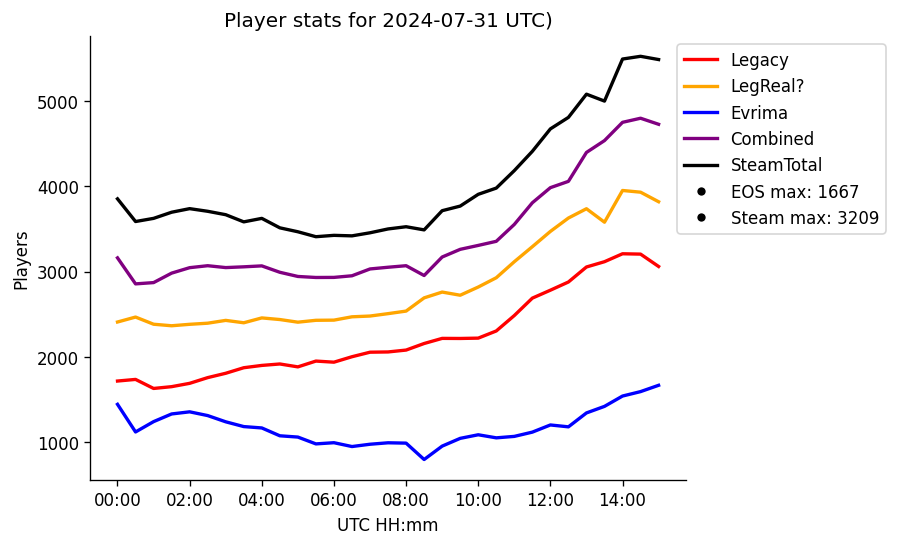 Player stats for 2024-07-31 UTC)
Players
5000
4000
3000
2000
1000
00:00 02:00 04:00 06:00 08:00 10:00 12:00 14:00
UTC HH:mm
Legacy
LegReal?
Evrima
Combined
SteamTotal
EOS max: 1667
Steam max: 3209